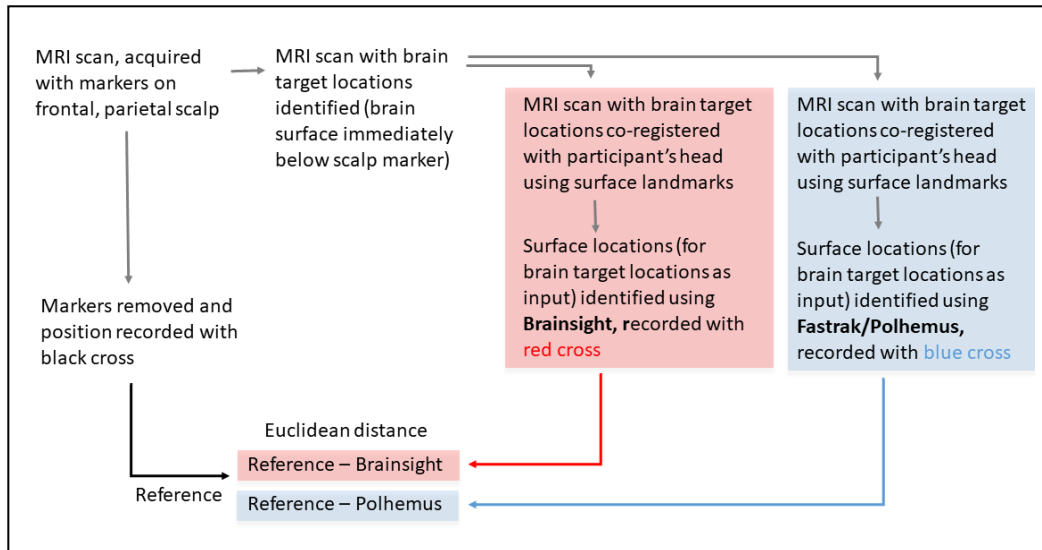 MRI scan, acquired
with markers on
frontal, parietal scalp
MRI scan with brain
target locations
identified (brain
surface immediately
below scalp marker)
MRI scan with brain target
locations co-registered
with participant's head
using surface landmarks
Surface locations (for
brain target locations as
input) identified using
Brainsight, recorded with
red cross
MRI scan with brain target
locations co-registered
with participant's head
using surface landmarks
Surface locations (for
brain target locations as
input) identified using
Fastrak/Polhemus,
recorded with blue cross
Markers removed and
position recorded with
black cross
Euclidean distance
Reference – Brainsight
Reference
Reference – Polhemus